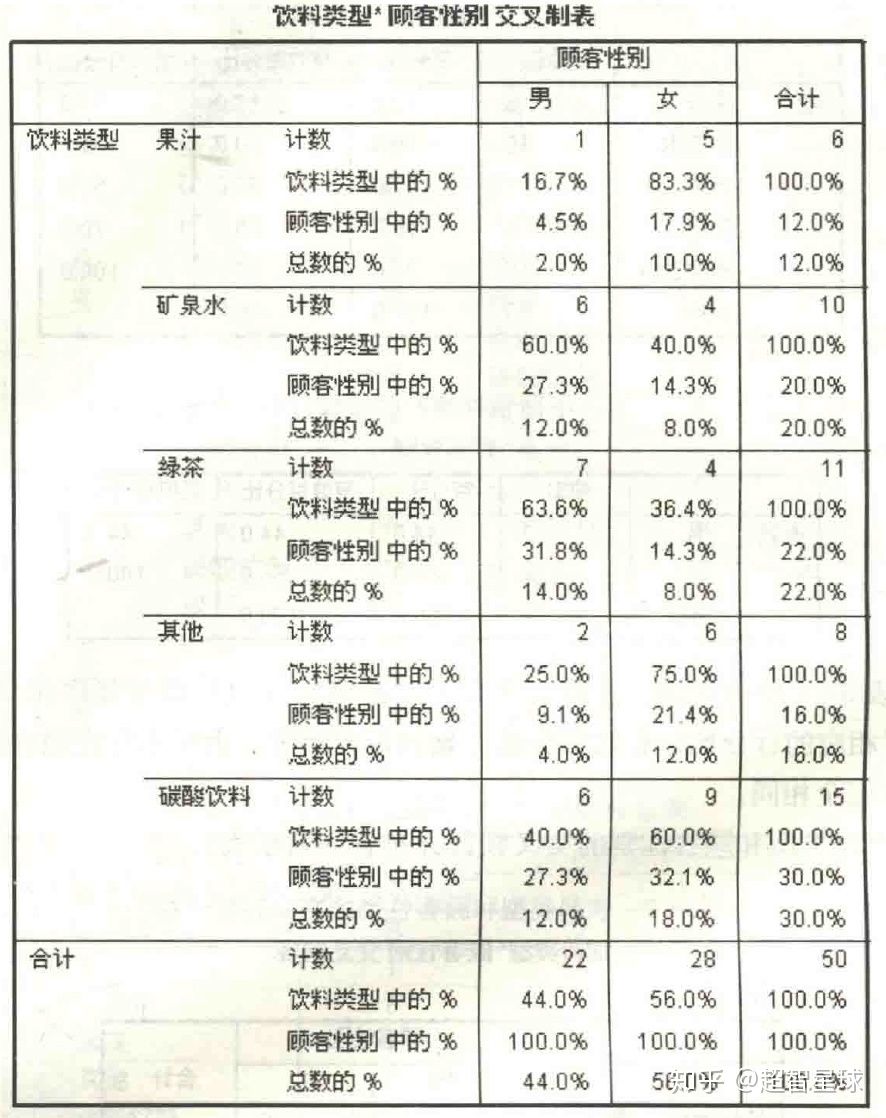 饮料类型* 顾客性别 交叉制表
顾客性别
男 女 合计
饮料类型 果汁 计数 1 5 6
饮料类型 中的 % 16.7% 83.3% 100.0%
顾客性别 中的 % 4.5% 17.9% 12.0%
总数的 % 2.0% 10.0% 12.0%
矿泉水 计数 6 4 10
饮料类型 中的 % 60.0% 40.0% 100.0%
顾客性别 中的 % 27.3% 14.3% 20.0%
总数的 % 12.0% 8.0% 20.0%
绿茶 计数 7 4 11
饮料类型 中的 % 63.6% 36.4% 100.0%
顾客性别 中的 % 31.8% 14.3% 22.0%
总数的 % 14.0% 8.0% 22.0%
其他 计数 2 6 8
饮料类型 中的 % 25.0% 75.0% 100.0%
顾客性别 中的 % 9.1% 21.4% 16.0%
总数的 % 4.0% 12.0% 16.0%
碳酸饮料 计数 6 9 15
饮料类型 中的 % 40.0% 60.0% 100.0%
顾客性别 中的 % 27.3% 32.1% 30.0%
总数的 % 12.0% 18.0% 30.0%
合计 计数 22 28 50
饮料类型 中的 % 44.0% 56.0% 100.0%
顾客性别 中的 % 100.0% 100.0% 100.0%
总数的 % 44.0%
知乎 @超智星球